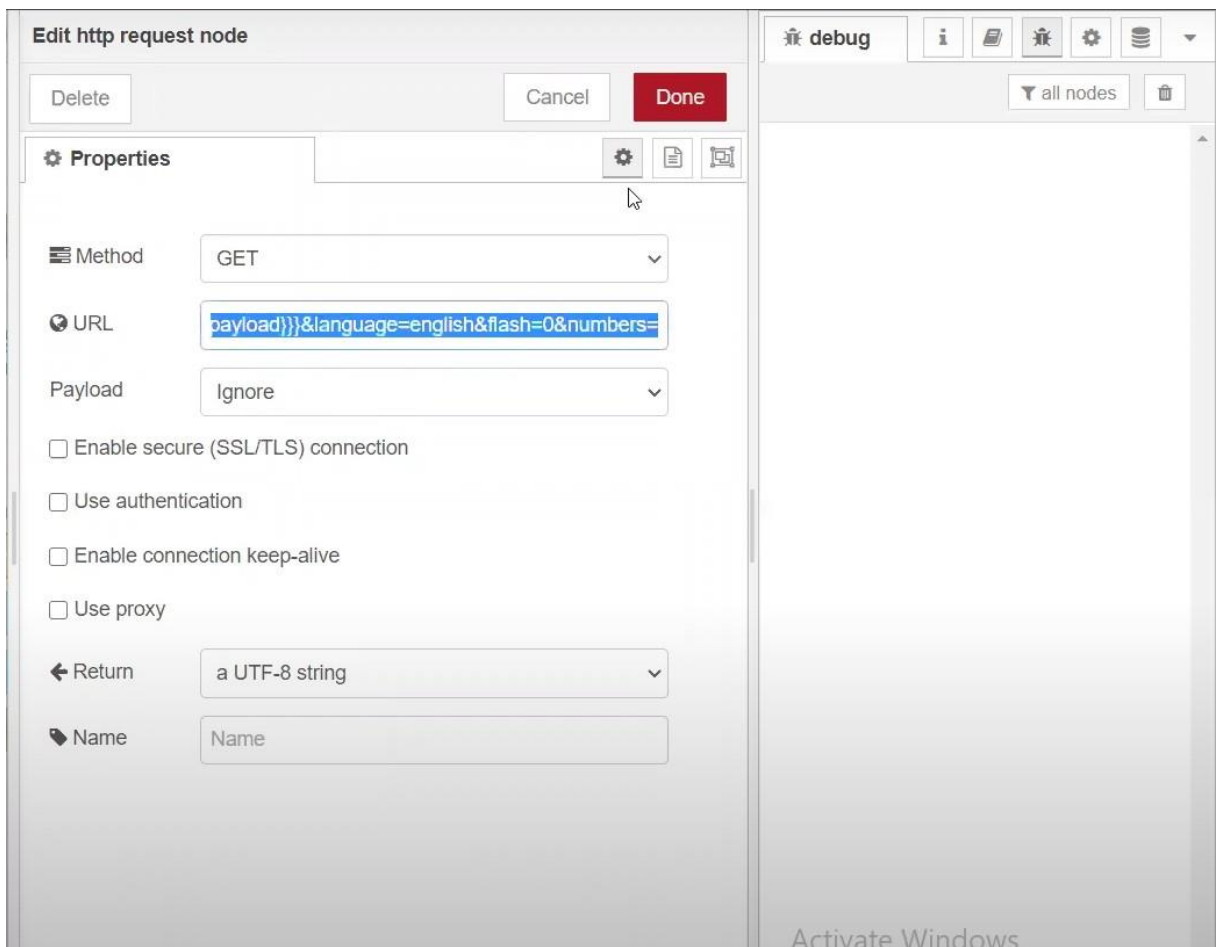 Edit http request node
debug
Delete
Cancel
Done
all nodes
Properties
Method
GET
URL
payload}}}&language=english&flash=0&numbers=
Payload
Ignore
Enable secure (SSL/TLS) connection
Use authentication
Enable connection keep-alive
Use proxy
Return
a UTF-8 string
Name
Name
Activate Windows